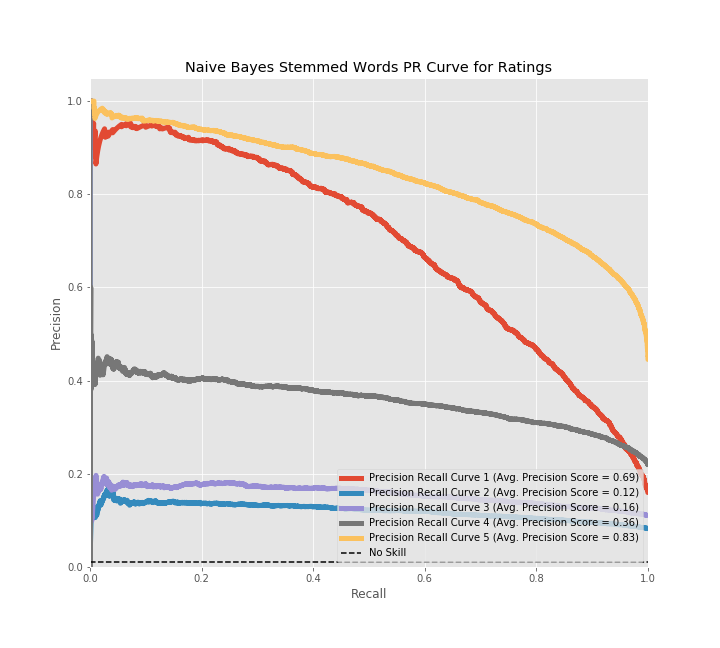 Naive Bayes Stemmed Words PR Curve for Ratings
1.0
0.8
0.6
0.4
0.2
0.0
Precision
Precision Recall Curve 1 (Avg. Precision Score = 0.69)
Precision Recall Curve 2 (Avg. Precision Score = 0.12)
Precision Recall Curve 3 (Avg. Precision Score = 0.16)
Precision Recall Curve 4 (Avg. Precision Score = 0.36)
Precision Recall Curve 5 (Avg. Precision Score = 0.83)
No Skill
0.0 0.2 0.4 0.6 0.8 1.0
Recall